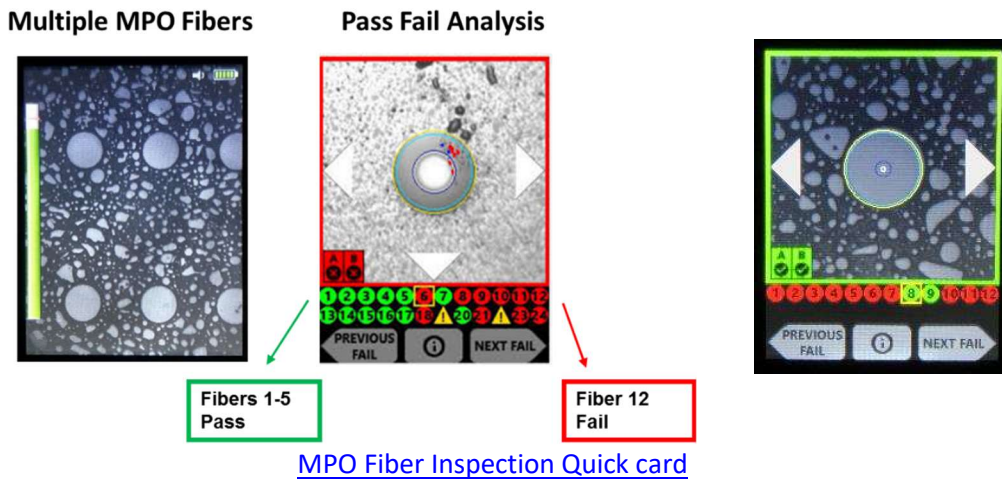 Multiple MPO Fibers
Pass Fail Analysis
A B
1 2 3 4 5 6 7 8 9 10 11 12
13 14 15 16 17 18 ! 20 21 ! 23 24
PREVIOUS FAIL
NEXT FAIL
Fibers 1-5
Pass
Fiber 12
Fail
A B
1 2 3 4 5 6 7 8 9 10 11 12
PREVIOUS FAIL
NEXT FAIL
MPO Fiber Inspection Quick card